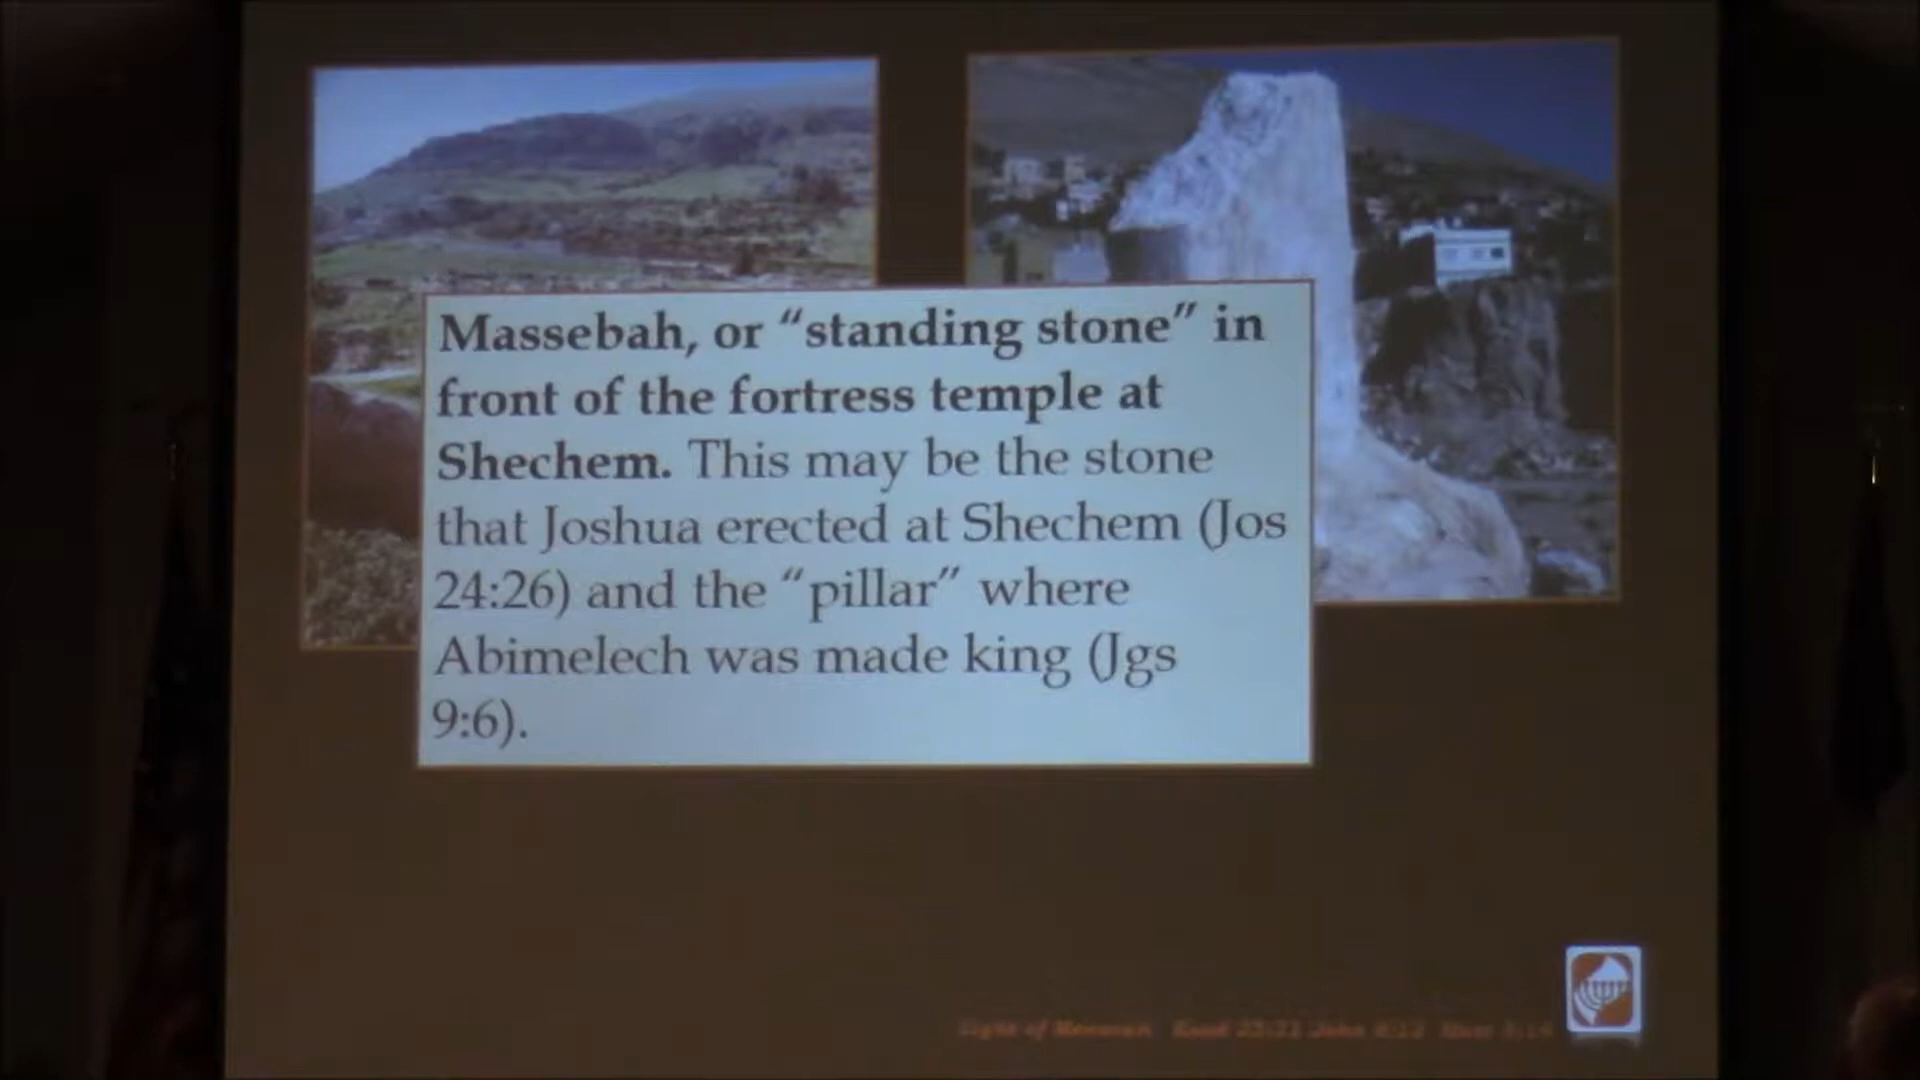 Massebah, or “standing stone” in
front of the fortress temple at
Shechem. This may be the stone
that Joshua erected at Shechem (Jos
24:26) and the “pillar” where
Abimelech was made king (Jgs
9:6).